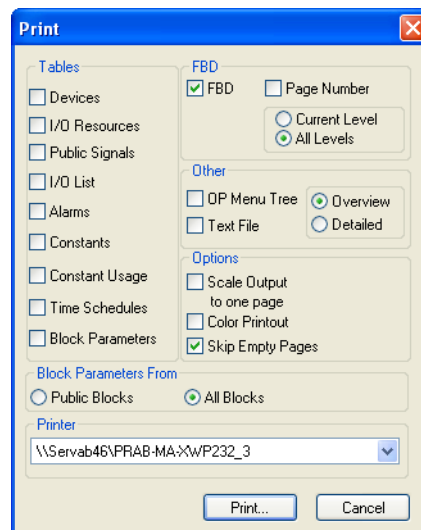 Print
Tables
Devices
I/O Resources
Public Signals
I/O List
Alarms
Constants
Constant Usage
Time Schedules
Block Parameters
FBD
FBD
Page Number
Current Level
All Levels
Other
OP Menu Tree
Text File
Overview
Detailed
Options
Scale Output
to one page
Color Printout
Skip Empty Pages
Block Parameters From
Public Blocks
All Blocks
Printer
\\Servab46\PRAB-MA-XWP232_3
Print...
Cancel